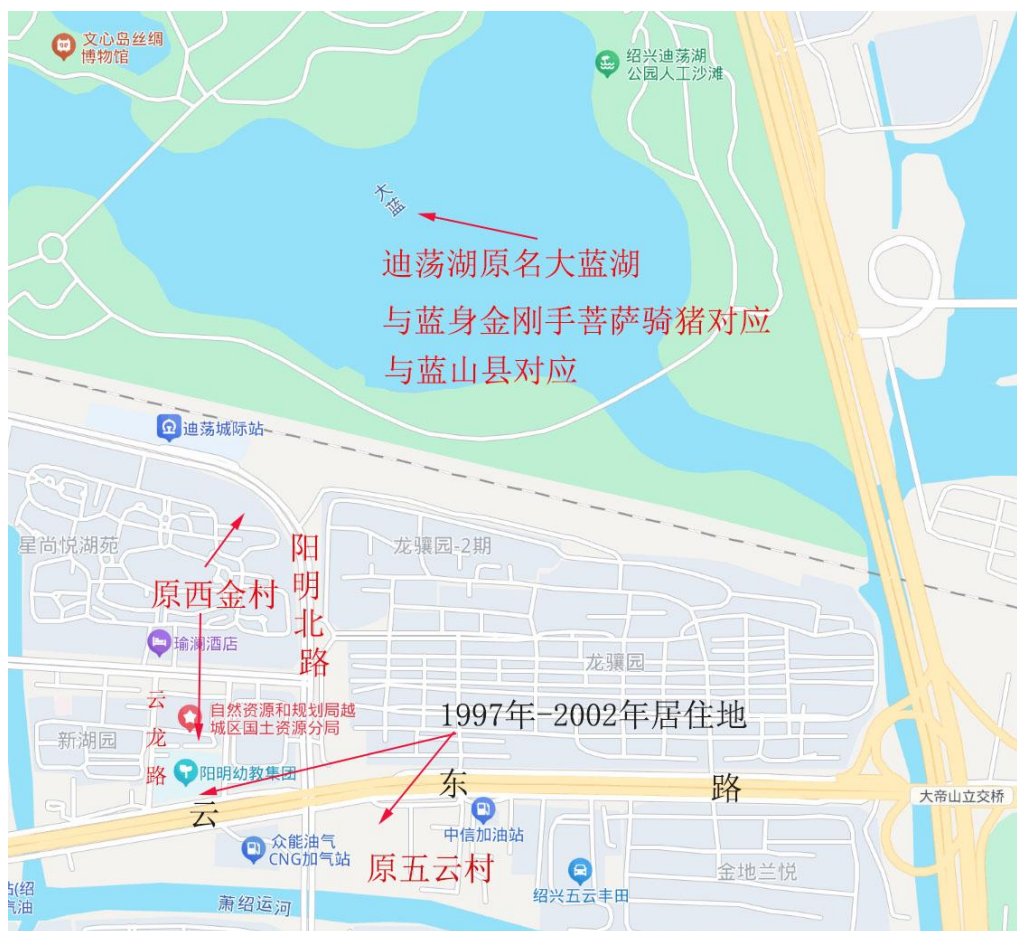 文心岛丝绸
博物馆
绍兴迪荡湖
公园人工沙滩
大蓝
迪荡湖原名大蓝湖
与蓝身金刚手菩萨骑猪对应
与蓝山县对应
迪荡城际站
星尚悦湖苑
阳明北路
龙骧园-2期
原西金村
瑜澜酒店
龙骧园
云龙路
自然资源和规划局越
城区国土资源分局
1997年-2002年居住地
新湖园
阳明幼教集团
云东路
大帝山立交桥
中信加油站
众能油气
CNG加气站
原五云村
金地兰悦
绍兴五云丰田
萧绍运河
气油